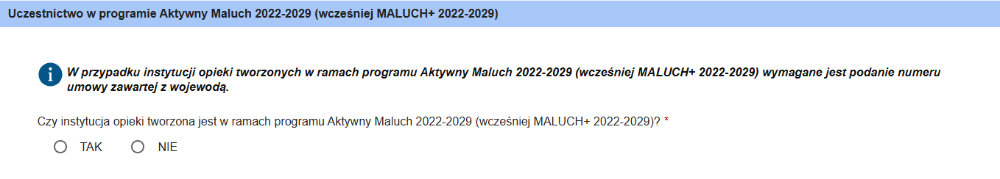 Uczestnictwo w programie Aktywny Maluch 2022-2029 (wcześniej MALUCH+ 2022-2029)
W przypadku instytucji opieki tworzonych w ramach programu Aktywny Maluch 2022-2029 (wcześniej MALUCH+ 2022-2029) wymagane jest podanie numeru
umowy zawartej z wojewodą.
Czy instytucja opieki tworzona jest w ramach programu Aktywny Maluch 2022-2029 (wcześniej MALUCH+ 2022-2029)? *
TAK NIE